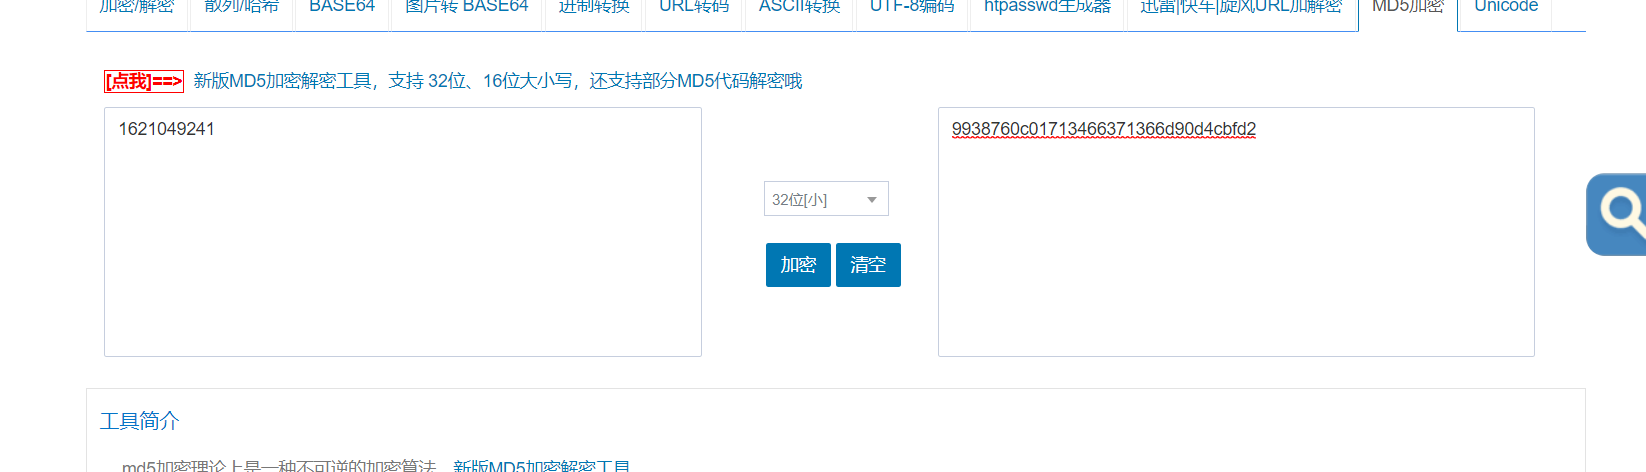 加密/解密 散列/哈希 BASE64 图片转 BASE64 进制转换 URL转码 ASCII转换 UTF-8编码 htpasswd生成器 迅雷|快车|旋风URL加解密 MD5加密 Unicode
[点我]==> 新版MD5加密解密工具，支持 32位、16位大小写，还支持部分MD5代码解密哦
1621049241
9938760c01713466371366d90d4cbfd2
32位[小]
加密 清空
工具简介
md5加密理论上是一种不可逆的加密算法，新版MD5加密解密工具